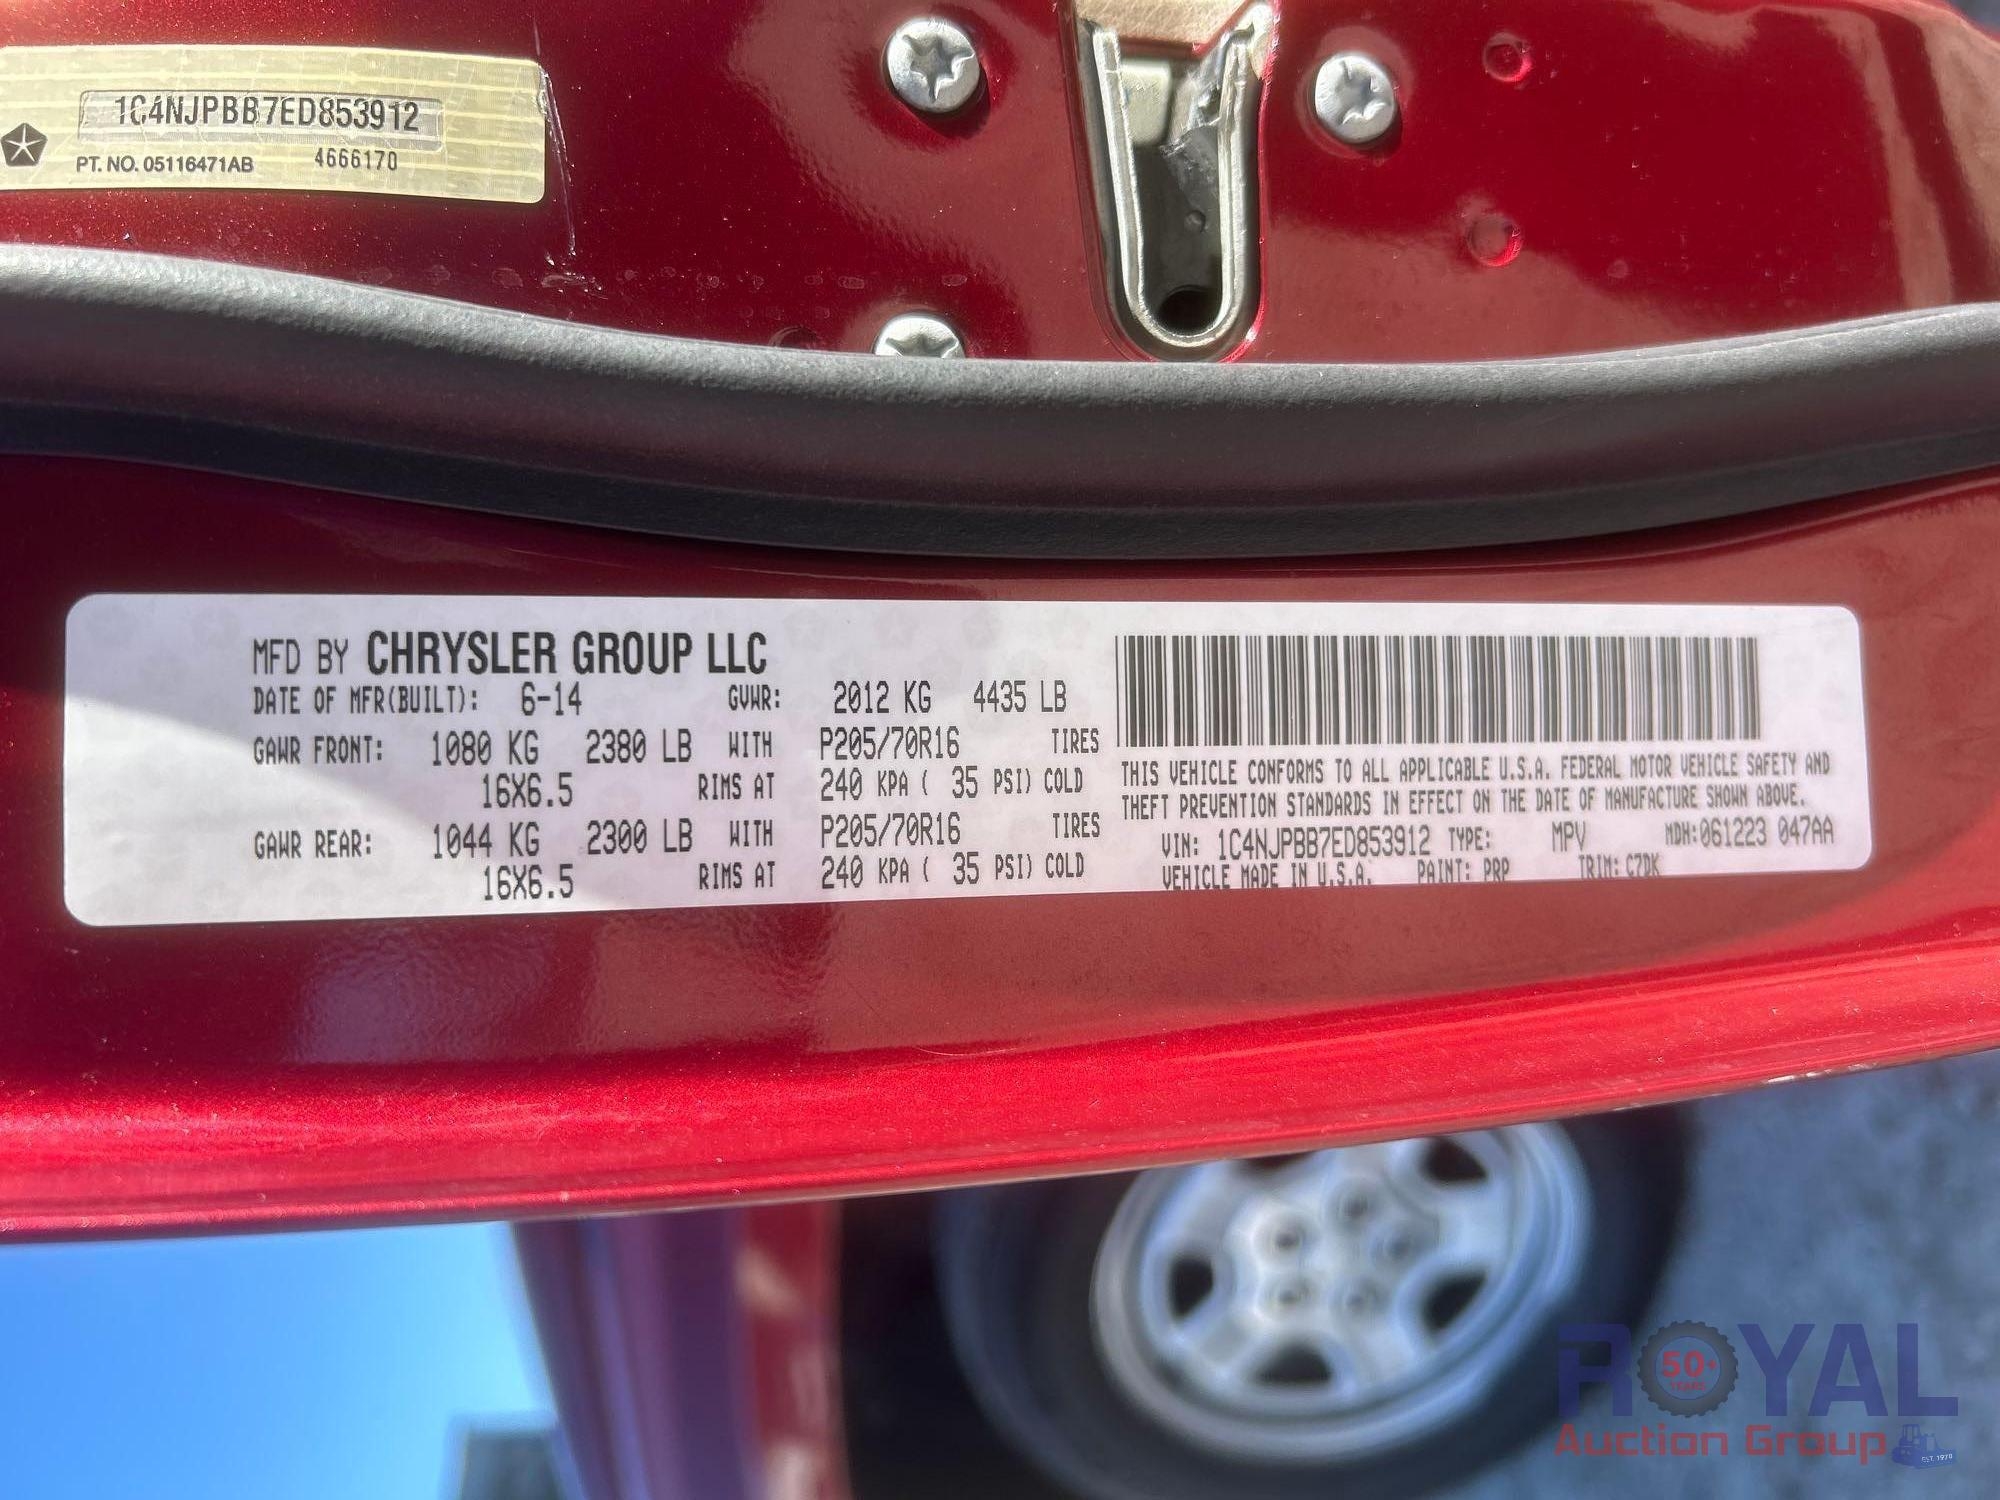 1C4NJPBB7ED853912
PT. NO. 05116471AB 4666170
MFD BY CHRYSLER GROUP LLC
DATE OF MFR(BUILT): 6-14 GVWR: 2012 KG 4435 LB
GAWR FRONT: 1080 KG 2380 LB WITH P205/70R16 TIRES
16X6.5 RIMS AT 240 KPA ( 35 PSI) COLD
GAWR REAR: 1044 KG 2300 LB WITH P205/70R16 TIRES
16X6.5 RIMS AT 240 KPA ( 35 PSI) COLD
THIS VEHICLE CONFORMS TO ALL APPLICABLE U.S.A. FEDERAL MOTOR VEHICLE SAFETY AND
THEFT PREVENTION STANDARDS IN EFFECT ON THE DATE OF MANUFACTURE SHOWN ABOVE.
VIN: 1C4NJPBB7ED853912 TYPE: MPV MDH:061223 047AA
VEHICLE MADE IN U.S.A. PAINT: PRP TRIM: C7DK
ROYAL
50+
YEARS
Auction Group
EST. 1970